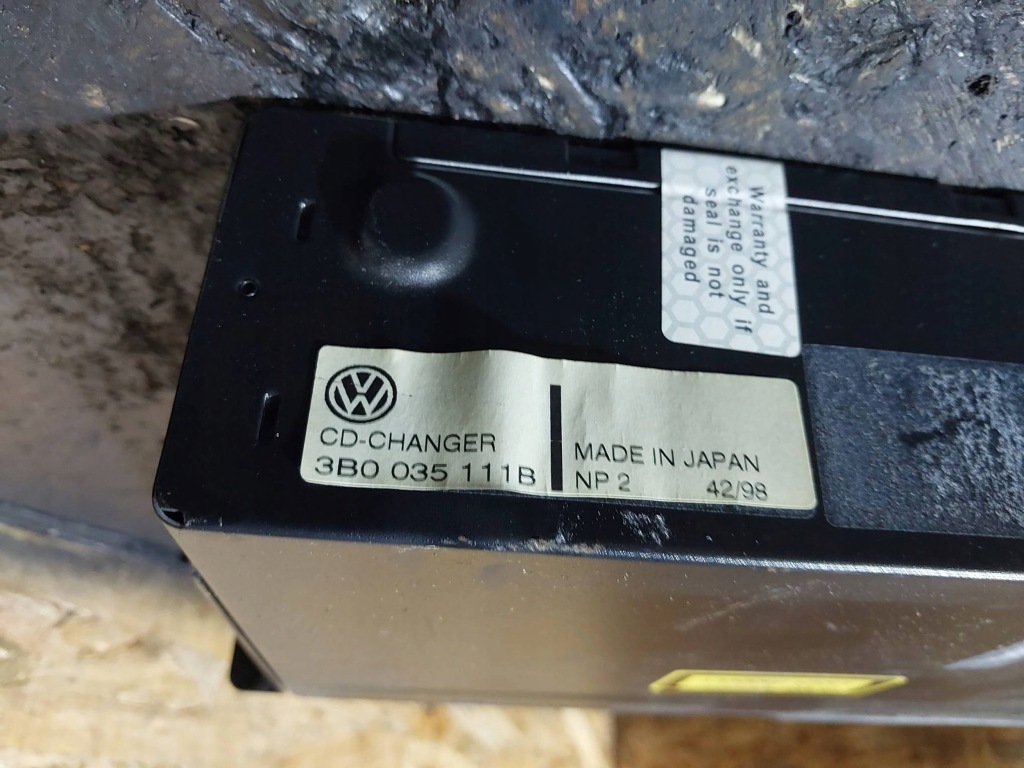 Warranty and
exchange only if
seal is not
damaged
VW
CD-CHANGER
3B0 035 111B
MADE IN JAPAN
NP 2 42/98